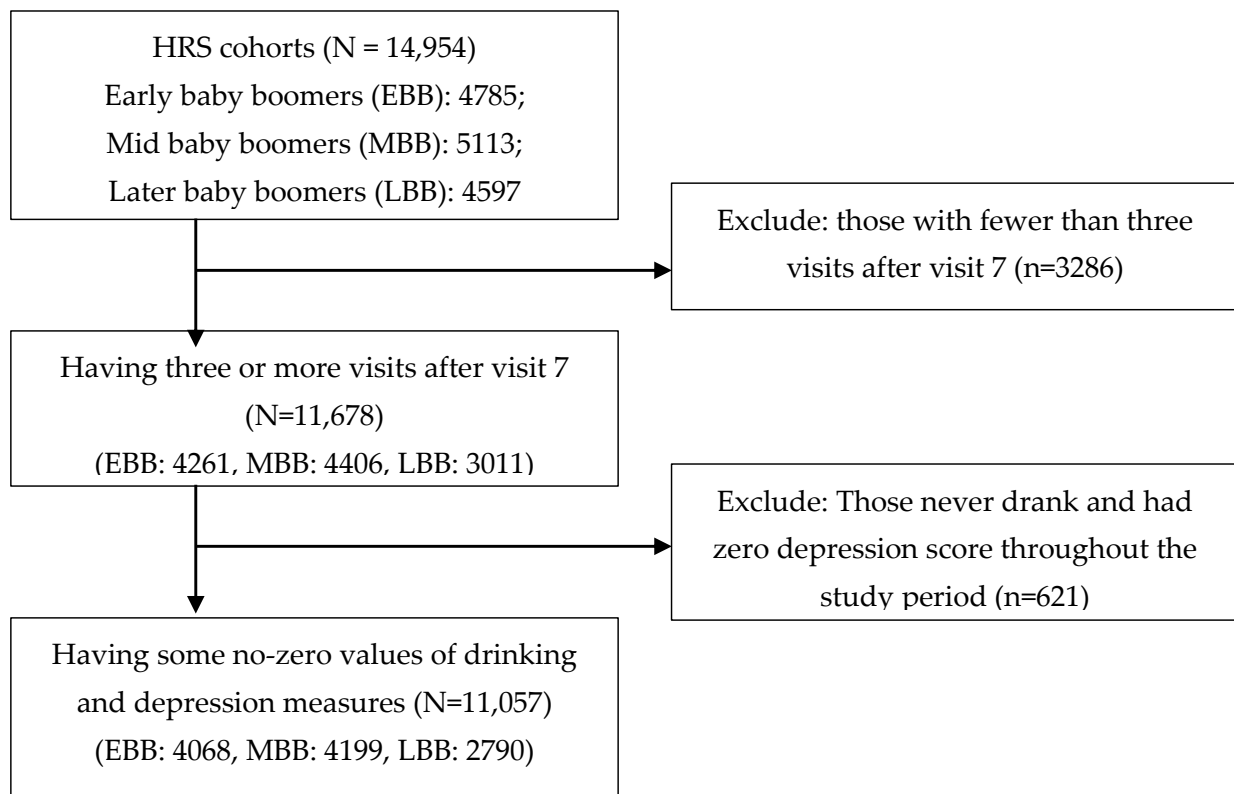 HRS cohorts (N = 14,954)
Early baby boomers (EBB): 4785;
Mid baby boomers (MBB): 5113;
Later baby boomers (LBB): 4597
Exclude: those with fewer than three
visits after visit 7 (n=3286)
Having three or more visits after visit 7
(N=11,678)
(EBB: 4261, MBB: 4406, LBB: 3011)
Exclude: Those never drank and had
zero depression score throughout the
study period (n=621)
Having some no-zero values of drinking
and depression measures (N=11,057)
(EBB: 4068, MBB: 4199, LBB: 2790)